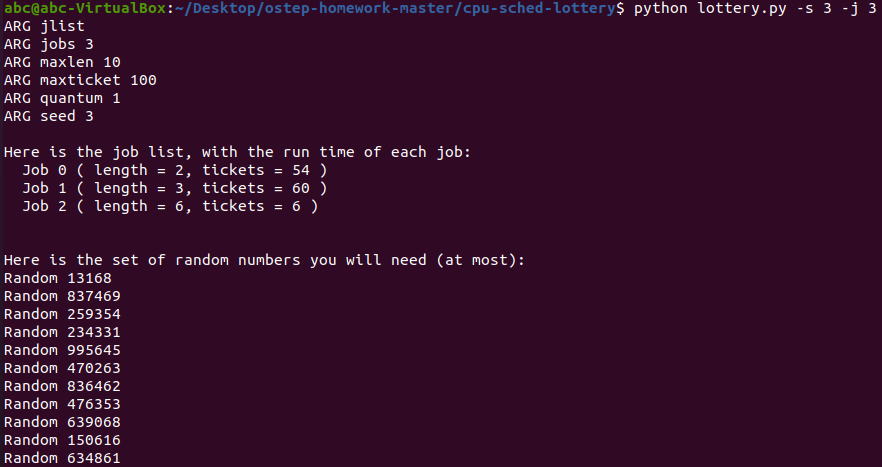 abc@abc-VirtualBox:~/Desktop/ostep-homework-master/cpu-sched-lottery$ python lottery.py -s 3 -j 3
ARG jlist
ARG jobs 3
ARG maxlen 10
ARG maxticket 100
ARG quantum 1
ARG seed 3
Here is the job list, with the run time of each job:
Job 0 ( length = 2, tickets = 54 )
Job 1 ( length = 3, tickets = 60 )
Job 2 ( length = 6, tickets = 6 )
Here is the set of random numbers you will need (at most):
Random 13168
Random 837469
Random 259354
Random 234331
Random 995645
Random 470263
Random 836462
Random 476353
Random 639068
Random 150616
Random 634861